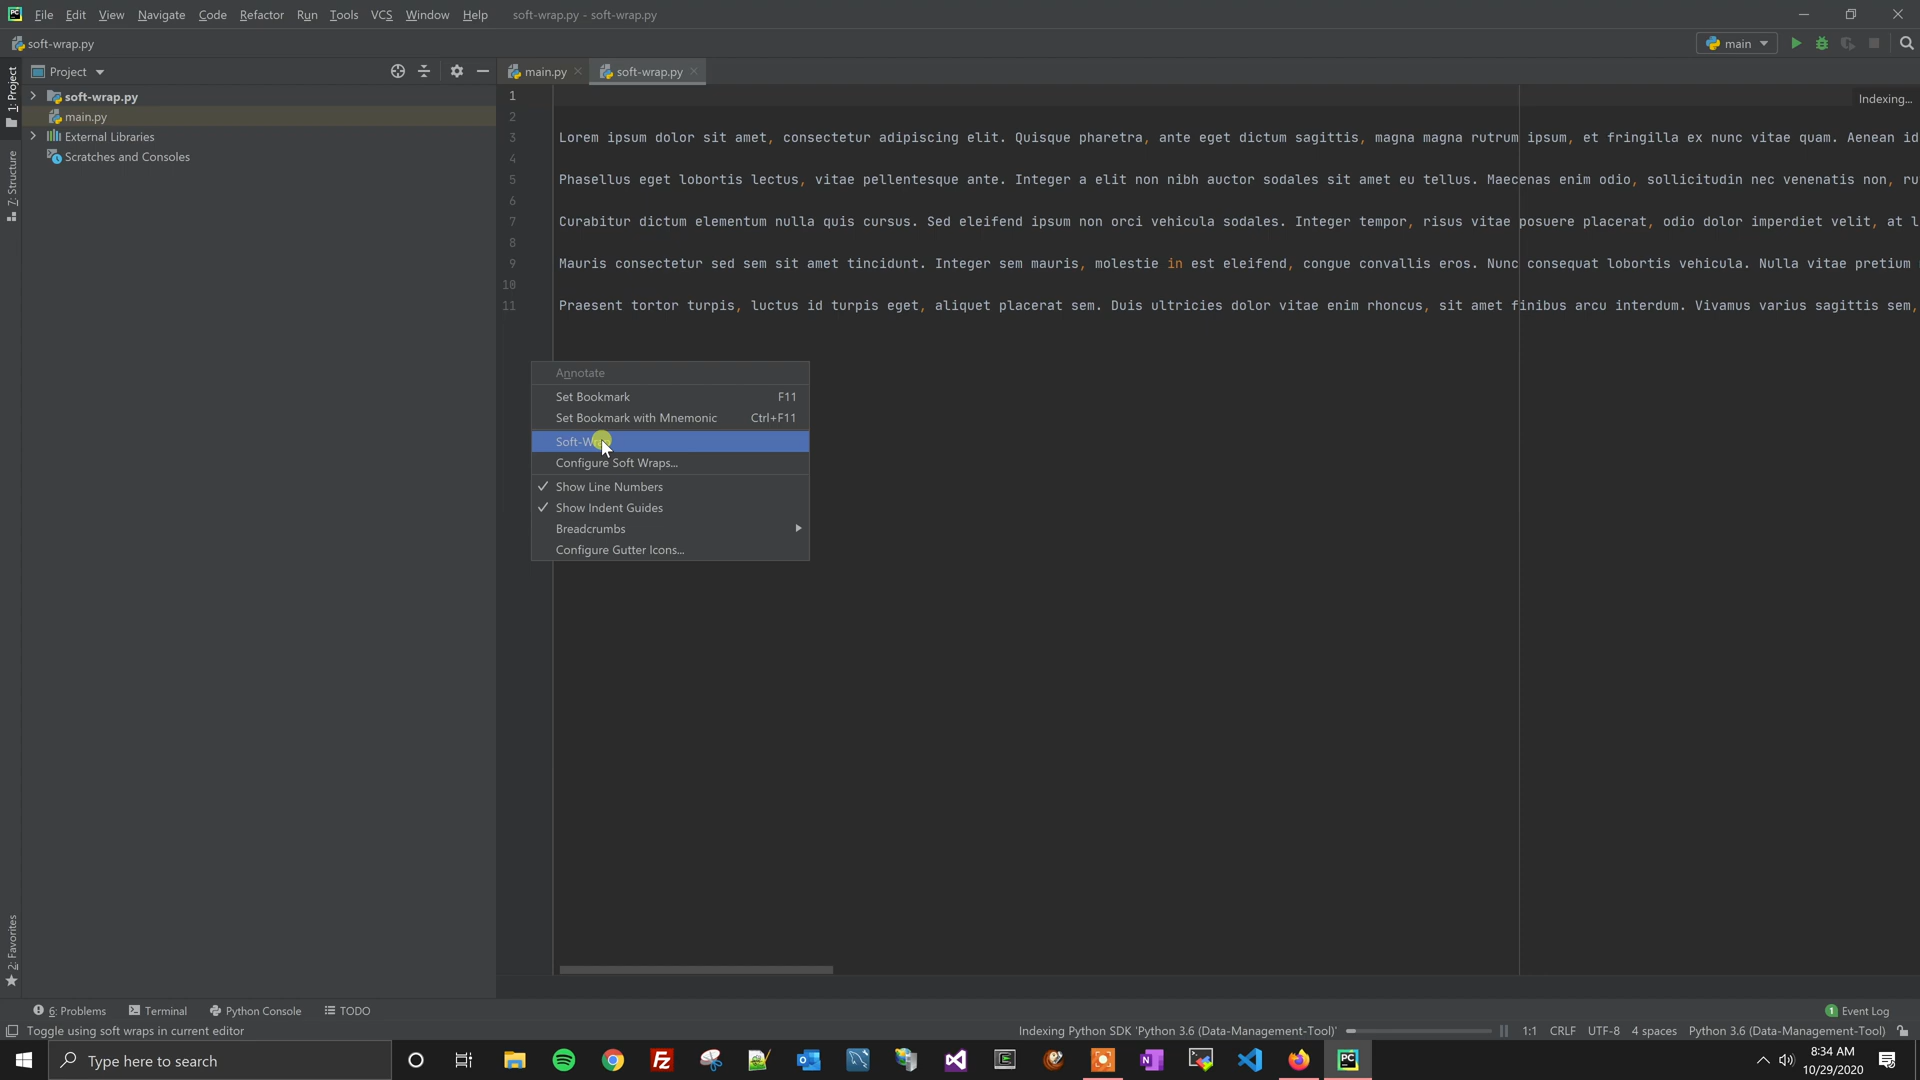 File Edit View Navigate Code Refactor Run Tools VCS Window Help soft-wrap.py - soft-wrap.py
soft-wrap.py
main
1: Project
Project
main.py
soft-wrap.py
soft-wrap.py
main.py
External Libraries
Scratches and Consoles
7: Structure
2: Favorites
Indexing...
1
2
3 Lorem ipsum dolor sit amet, consectetur adipiscing elit. Quisque pharetra, ante eget dictum sagittis, magna magna rutrum ipsum, et fringilla ex nunc vitae quam. Aenean id
4
5 Phasellus eget lobortis lectus, vitae pellentesque ante. Integer a elit non nibh auctor sodales sit amet eu tellus. Maecenas enim odio, sollicitudin nec venenatis non, ru
6
7 Curabitur dictum elementum nulla quis cursus. Sed eleifend ipsum non orci vehicula sodales. Integer tempor, risus vitae posuere placerat, odio dolor imperdiet velit, at l
8
9 Mauris consectetur sed sem sit amet tincidunt. Integer sem mauris, molestie in est eleifend, congue convallis eros. Nunc consequat lobortis vehicula. Nulla vitae pretium
10
11 Praesent tortor turpis, luctus id turpis eget, aliquet placerat sem. Duis ultricies dolor vitae enim rhoncus, sit amet finibus arcu interdum. Vivamus varius sagittis sem,
Annotate
Set Bookmark F11
Set Bookmark with Mnemonic Ctrl+F11
Soft-Wrap
Configure Soft Wraps...
Show Line Numbers
Show Indent Guides
Breadcrumbs
Configure Gutter Icons...
6: Problems Terminal Python Console TODO
1 Event Log
Toggle using soft wraps in current editor
Indexing Python SDK 'Python 3.6 (Data-Management-Tool)' 1:1 CRLF UTF-8 4 spaces Python 3.6 (Data-Management-Tool)
Type here to search
8:34 AM
10/29/2020